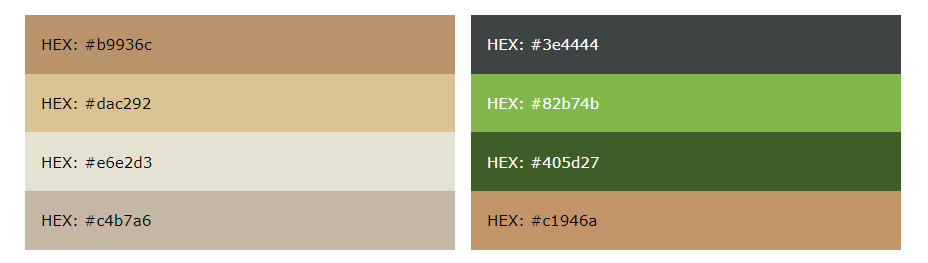 HEX: #b9936c
HEX: #dac292
HEX: #e6e2d3
HEX: #c4b7a6
HEX: #3e4444
HEX: #82b74b
HEX: #405d27
HEX: #c1946a